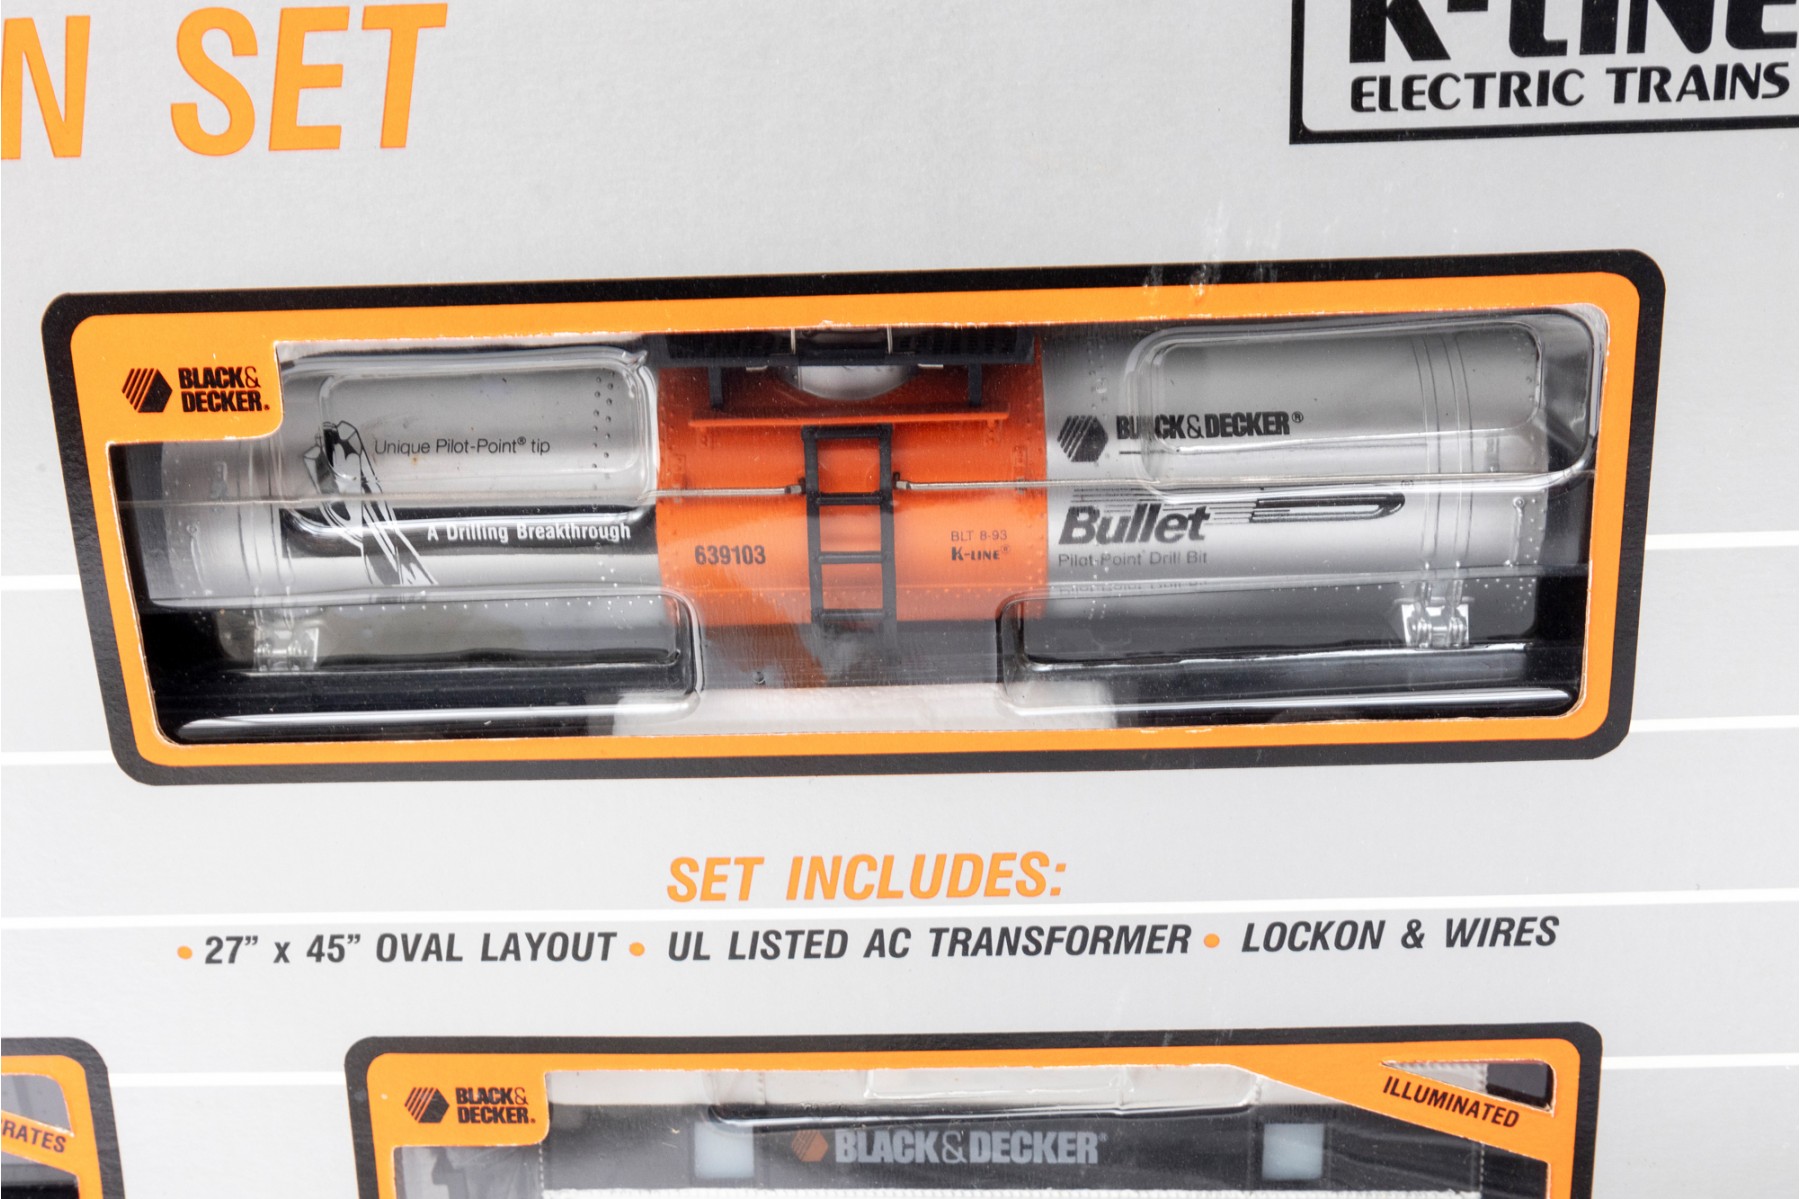 N SET
K-LINE
ELECTRIC TRAINS
BLACK&
DECKER®
Unique Pilot-Point® tip
A Drilling Breakthrough
639103
BLT 8-93
K-LINE®
BLACK&DECKER®
Bullet
Pilot-Point® Drill Bit
SET INCLUDES:
• 27” x 45” OVAL LAYOUT • UL LISTED AC TRANSFORMER • LOCKON & WIRES
RATES
BLACK&
DECKER®
ILLUMINATED
BLACK&DECKER®